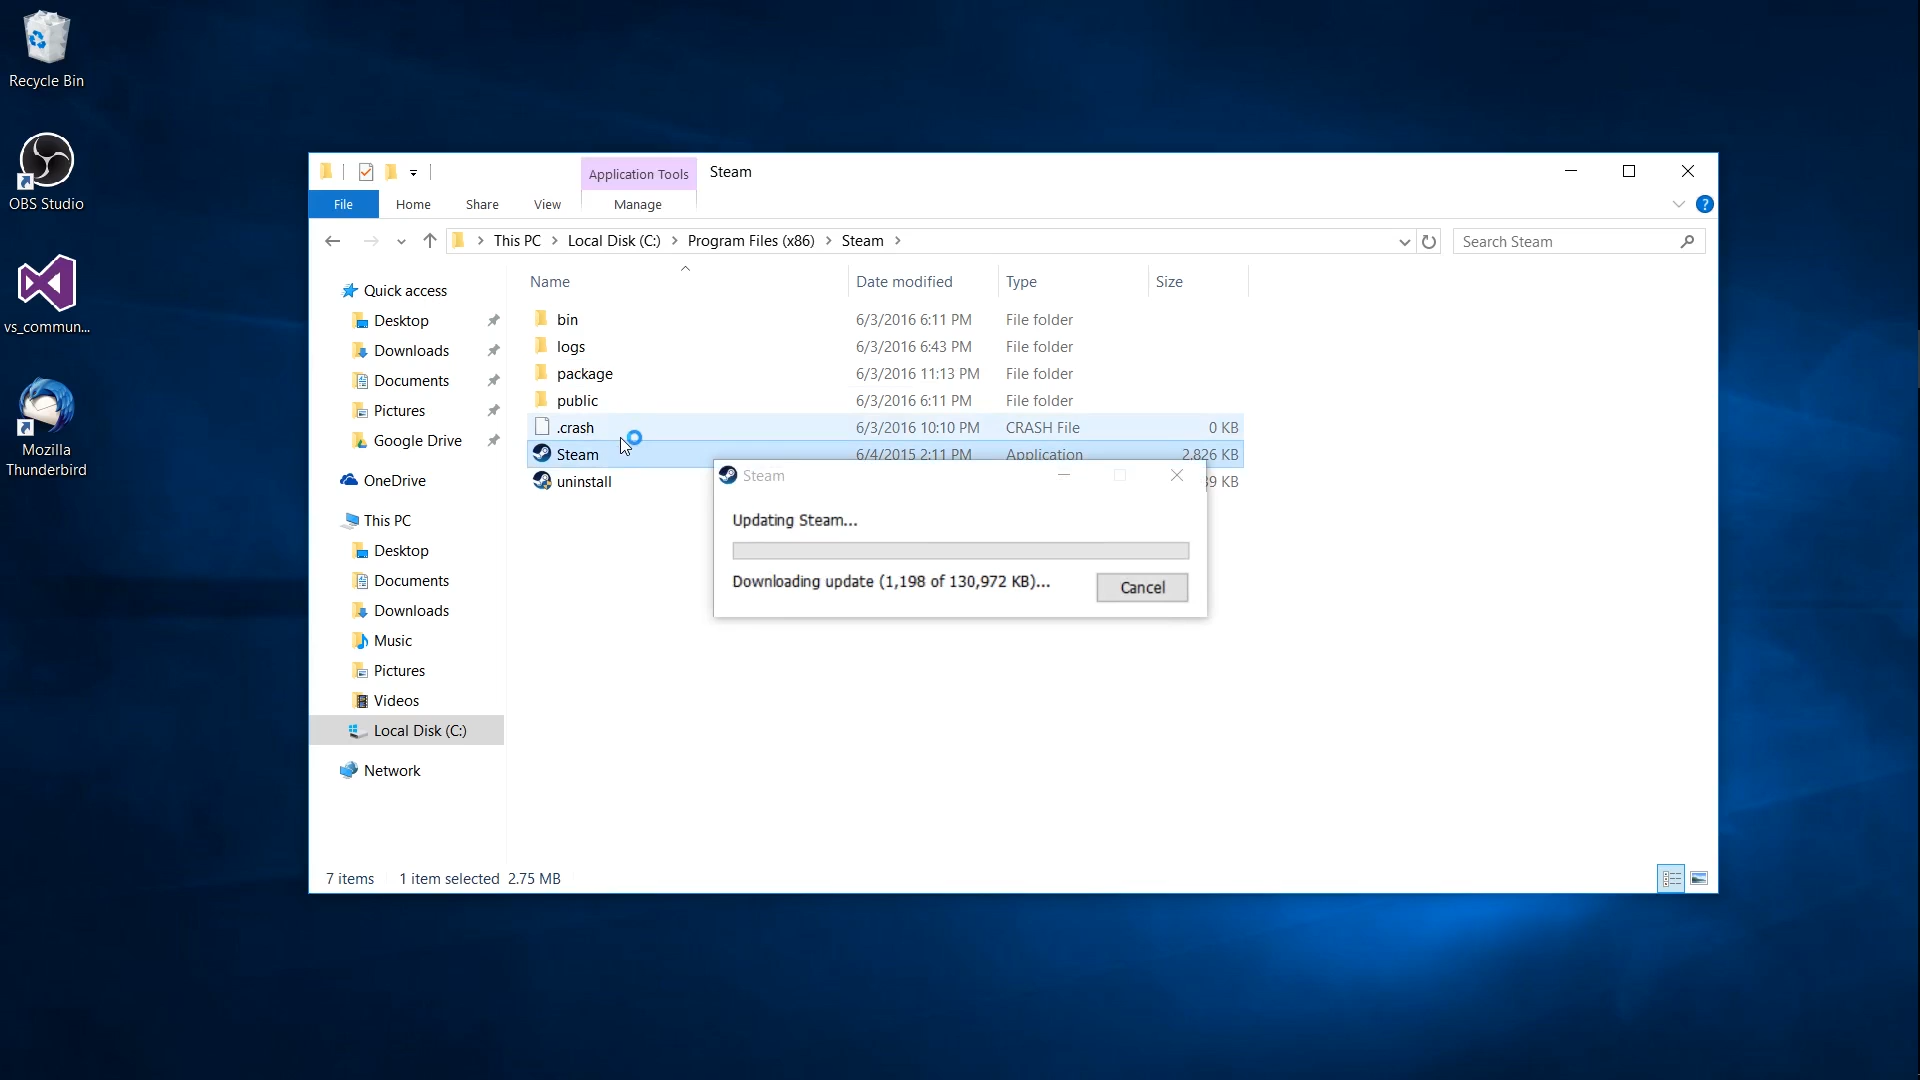 Recycle Bin
OBS Studio
vs_commun...
Mozilla
Thunderbird
Application Tools
Steam
File
Home
Share
View
Manage
?
This PC > Local Disk (C:) > Program Files (x86) > Steam >
Search Steam
Quick access
Desktop
Downloads
Documents
Pictures
Google Drive
OneDrive
This PC
Desktop
Documents
Downloads
Music
Pictures
Videos
Local Disk (C:)
Network
Name Date modified Type Size
bin 6/3/2016 6:11 PM File folder
logs 6/3/2016 6:43 PM File folder
package 6/3/2016 11:13 PM File folder
public 6/3/2016 6:11 PM File folder
.crash 6/3/2016 10:10 PM CRASH File 0 KB
Steam 6/4/2015 2:11 PM Application 2,826 KB
uninstall KB
Steam
Updating Steam...
Downloading update (1,198 of 130,972 KB)...
Cancel
7 items 1 item selected 2.75 MB